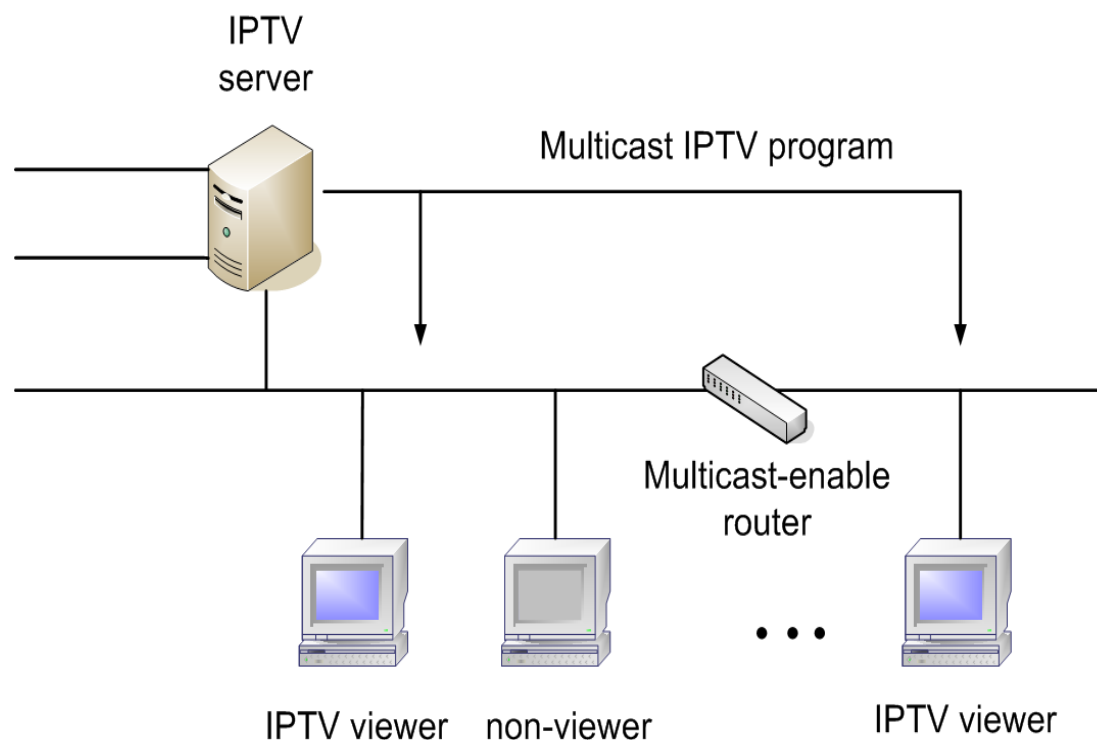 IPTV
server
Multicast IPTV program
Multicast-enable
router
IPTV viewer
non-viewer
IPTV viewer